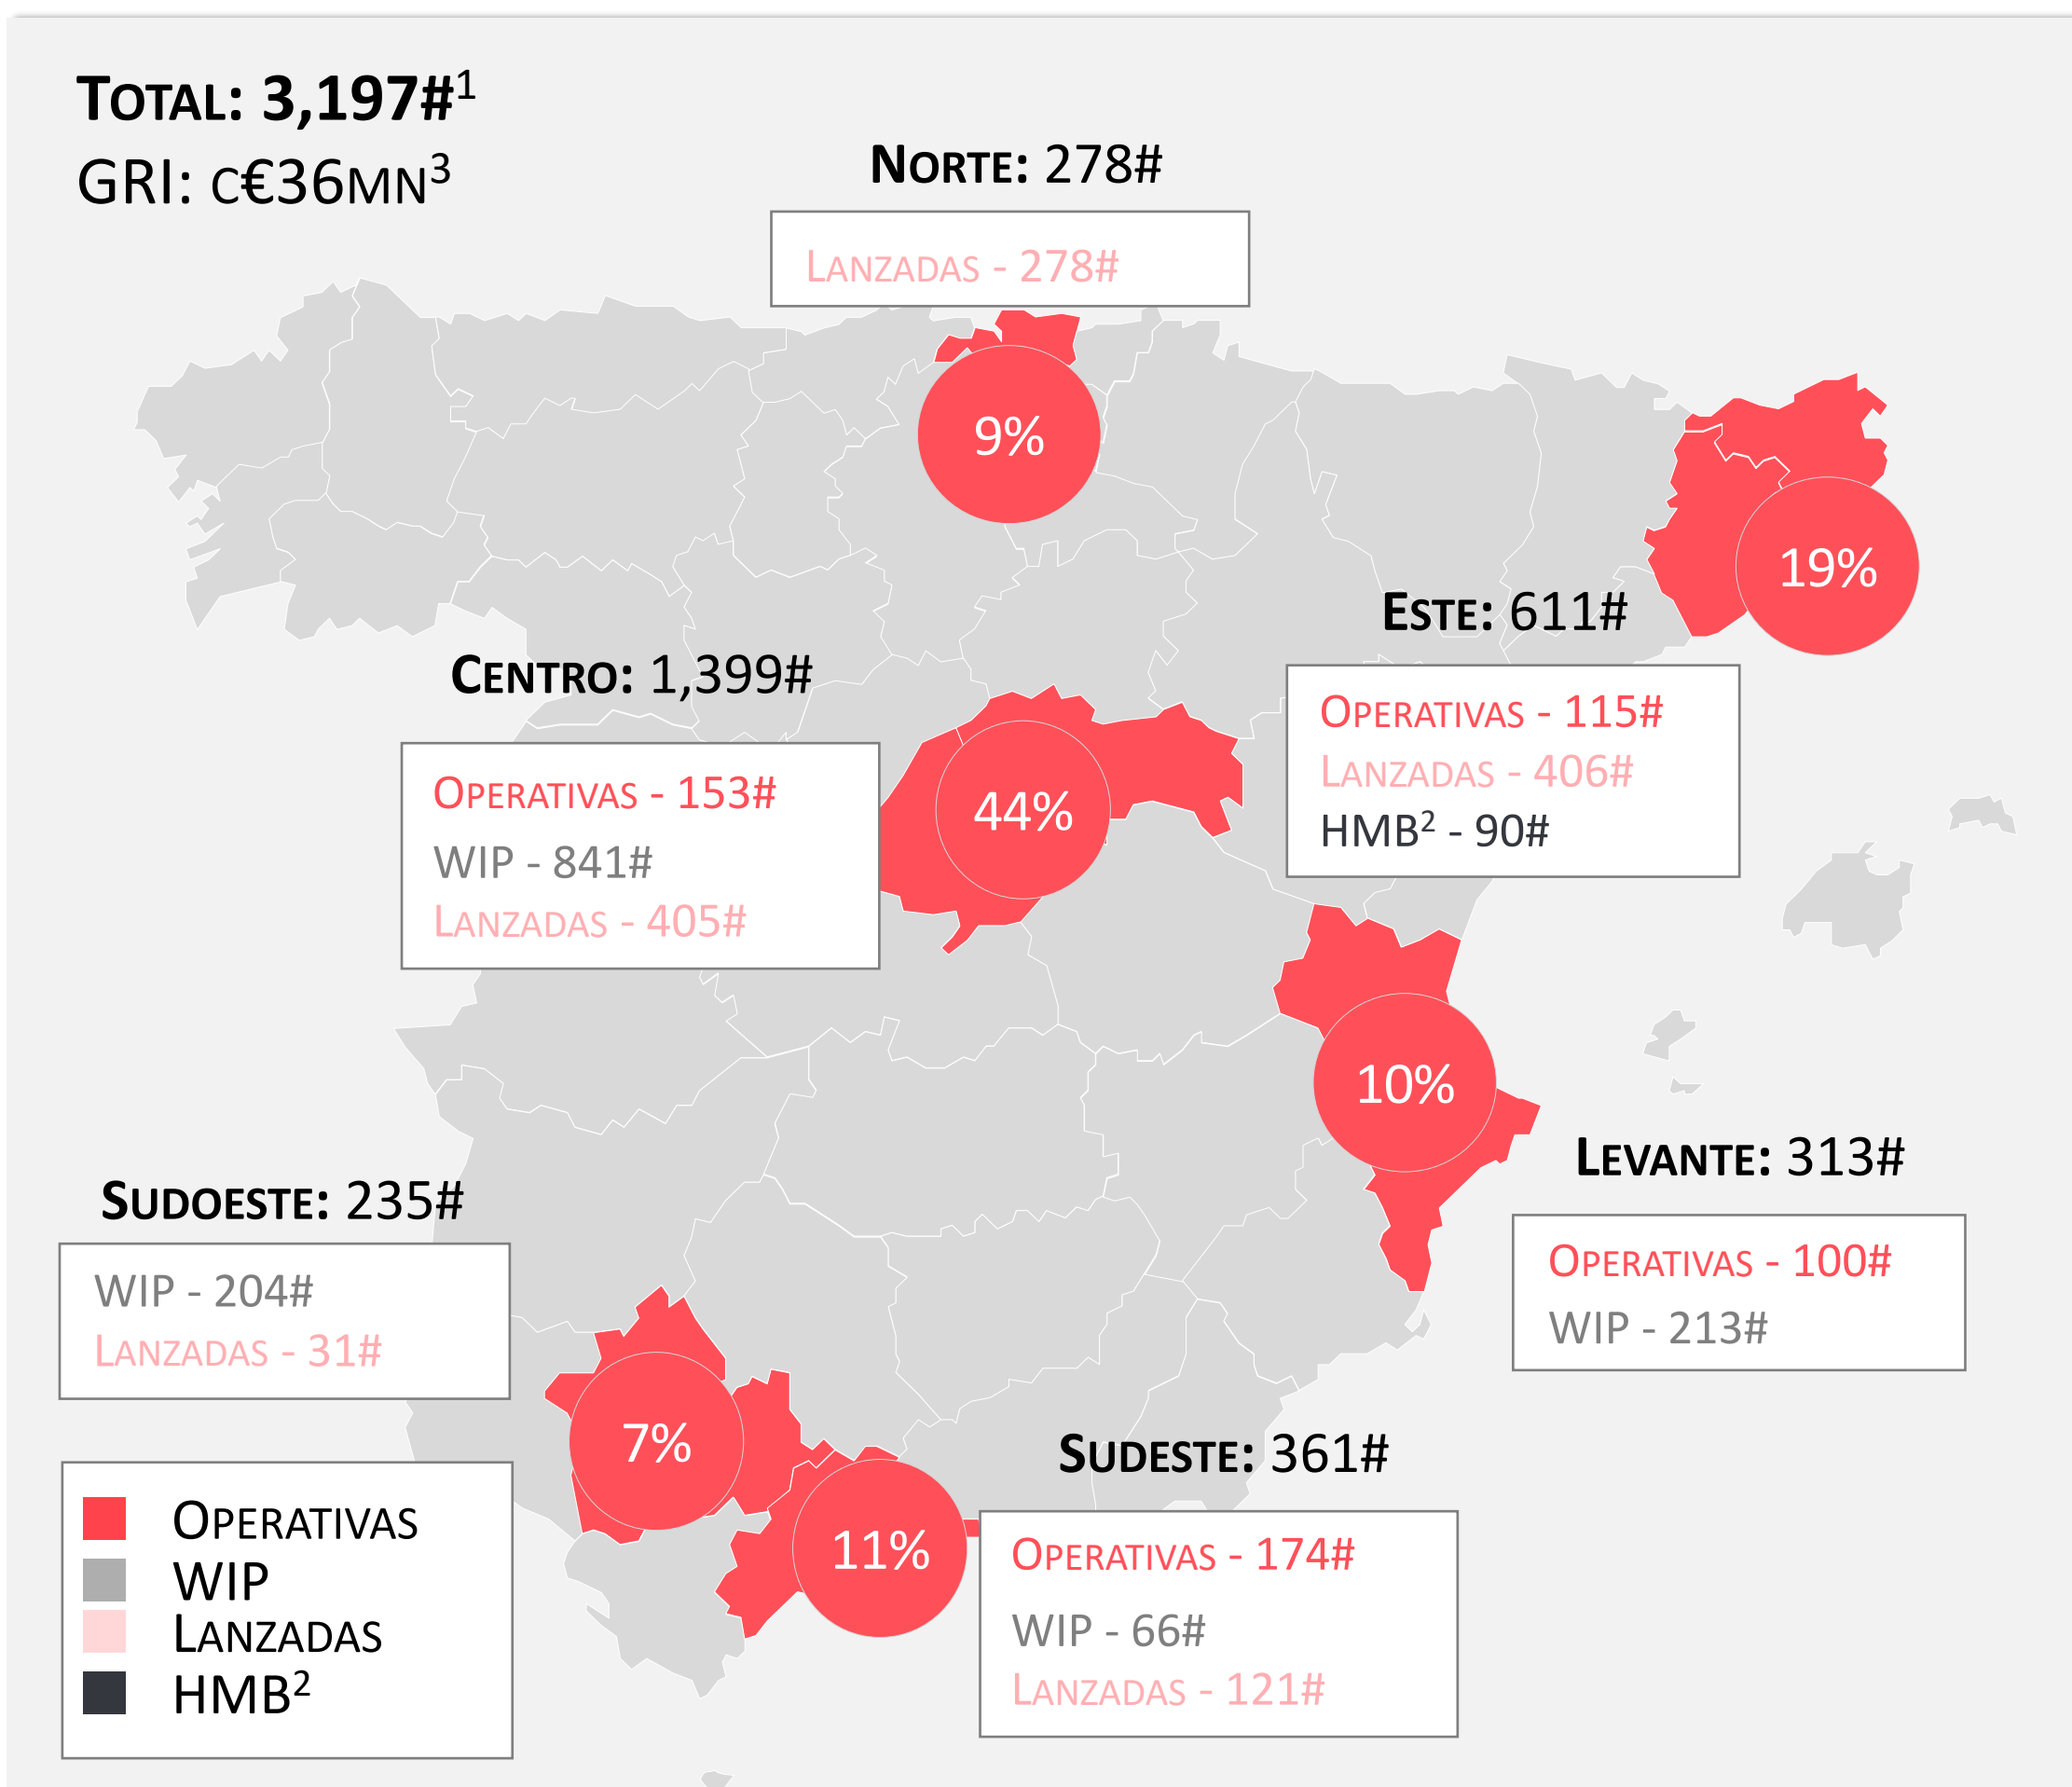 TOTAL: 3,197#1
GRI: C€36MN3
NORTE: 278#
LANZADAS - 278#
9%
19%
ESTE: 611#
OPERATIVAS - 115#
LANZADAS - 406#
HMB2 - 90#
CENTRO: 1,399#
OPERATIVAS - 153#
WIP - 841#
LANZADAS - 405#
44%
10%
LEVANTE: 313#
OPERATIVAS - 100#
WIP - 213#
SUDOESTE: 235#
WIP - 204#
LANZADAS - 31#
7%
SUDESTE: 361#
OPERATIVAS - 174#
WIP - 66#
LANZADAS - 121#
11%
OPERATIVAS
WIP
LANZADAS
HMB2